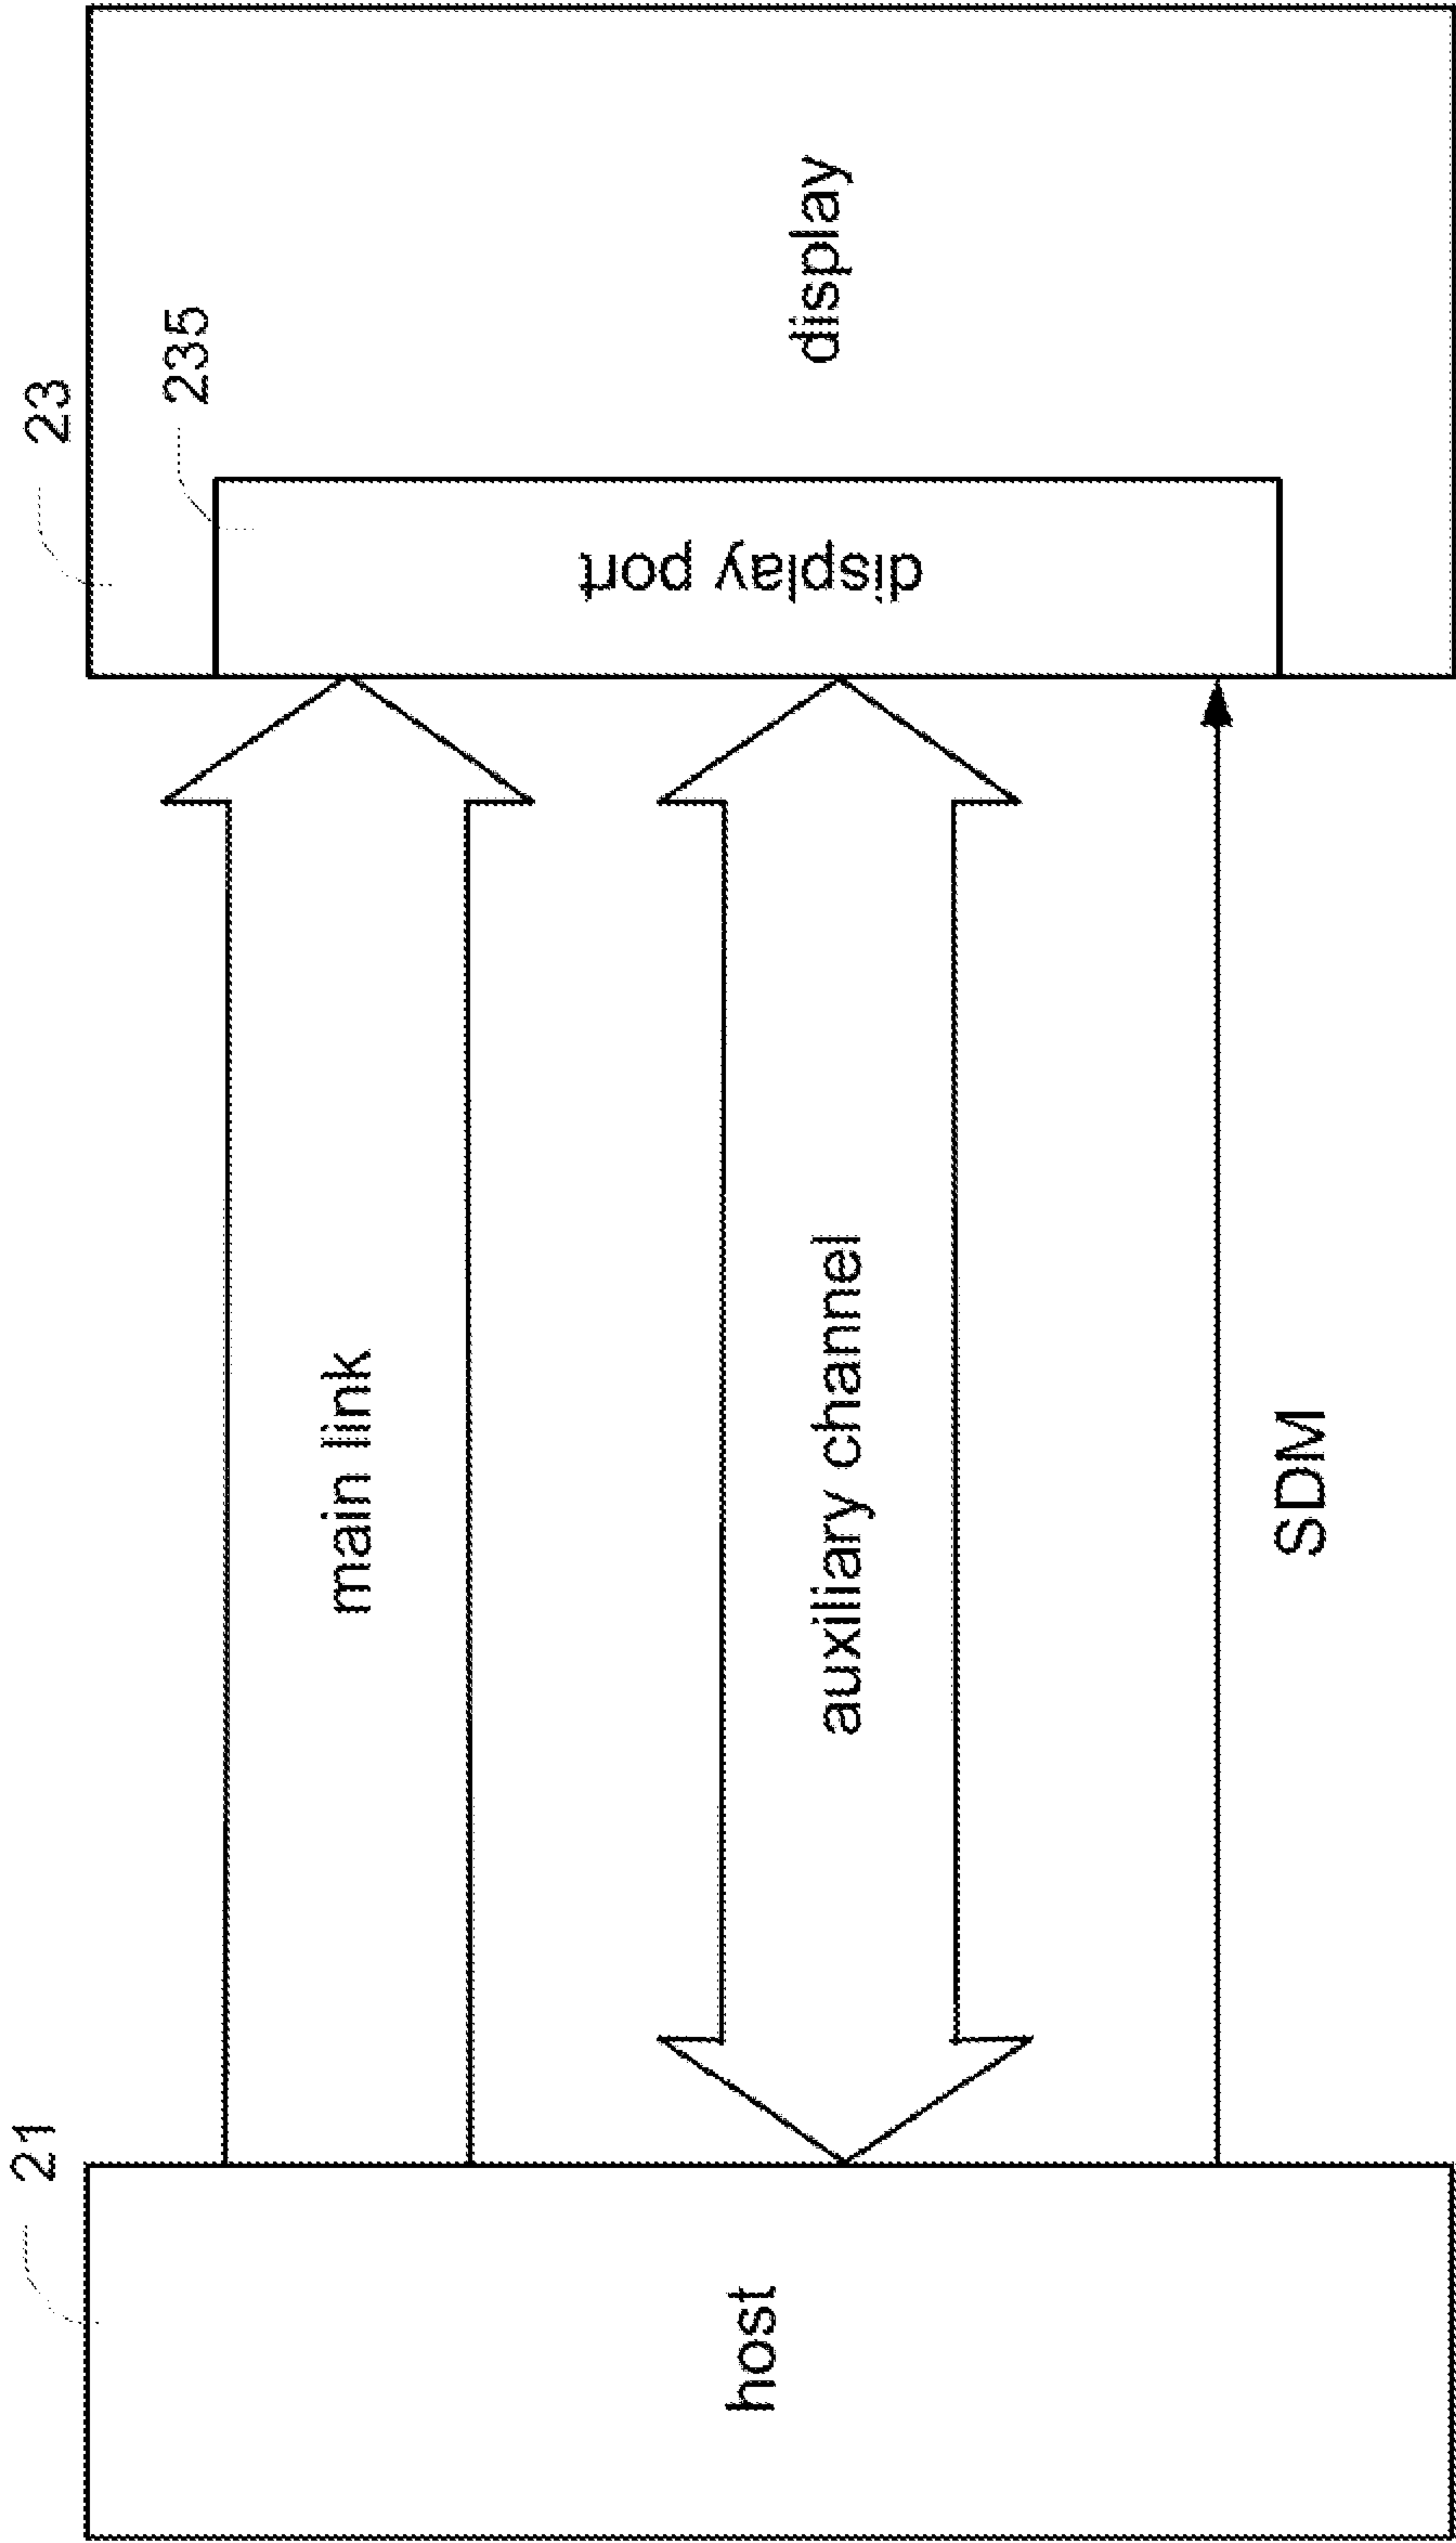 21
host
main link
auxiliary channel
SDM
23
235
display port
display